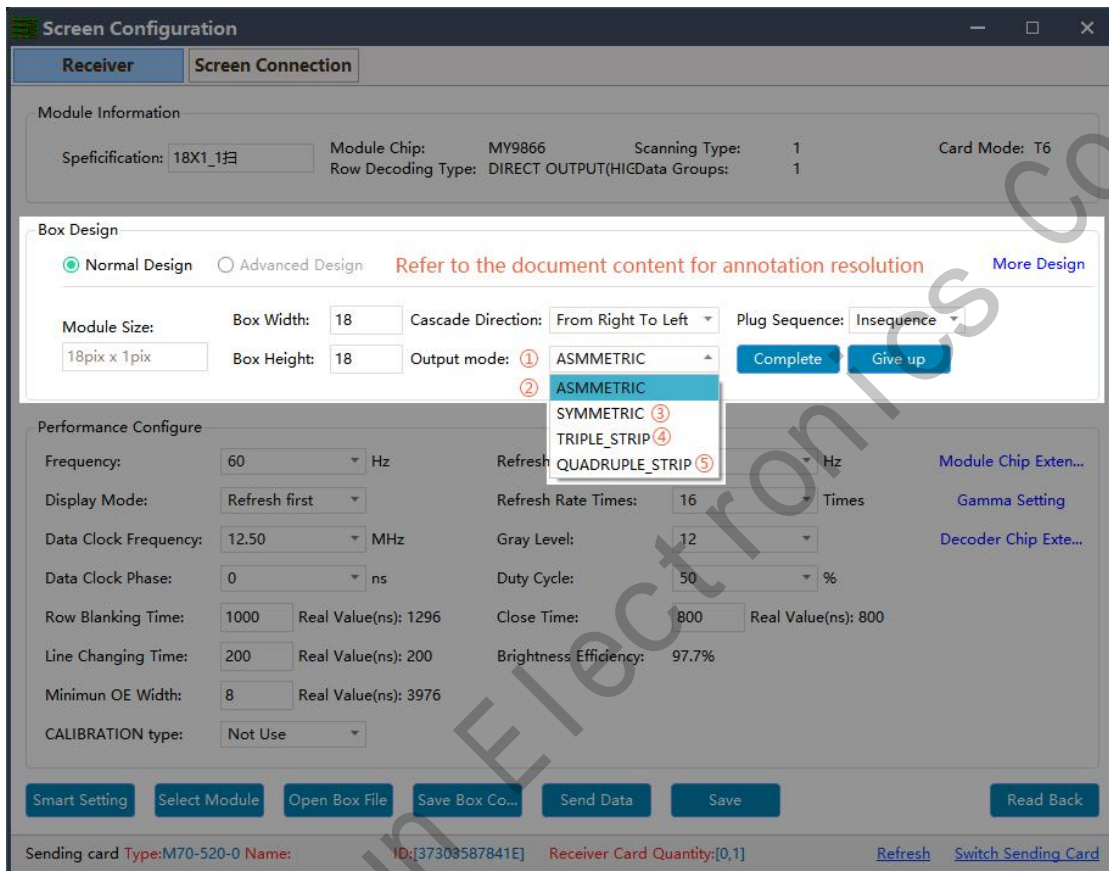 Screen Configuration
Receiver Screen Connection
Module Information
Speficification: 18X1_1扫 Module Chip: MY9866 Scanning Type: 1 Card Mode: T6
Row Decoding Type: DIRECT OUTPUT(HIGData Groups: 1
Box Design
Normal Design Advanced Design Refer to the document content for annotation resolution More Design
Module Size: Box Width: 18 Cascade Direction: From Right To Left Plug Sequence: Insequence
18pix x 1pix Box Height: 18 Output mode: ① ASMMETRIC Complete Give up
② ASMMETRIC
SYMMETRIC ③
TRIPLE_STRIP ④
QUADRUPLE_STRIP ⑤
Performance Configure
Frequency: 60 Hz Refresh Hz Module Chip Exten...
Display Mode: Refresh first Refresh Rate Times: 16 Times Gamma Setting
Data Clock Frequency: 12.50 MHz Gray Level: 12 Decoder Chip Exte...
Data Clock Phase: 0 ns Duty Cycle: 50 %
Row Blanking Time: 1000 Real Value(ns): 1296 Close Time: 800 Real Value(ns): 800
Line Changing Time: 200 Real Value(ns): 200 Brightness Efficiency: 97.7%
Minimun OE Width: 8 Real Value(ns): 3976
CALIBRATION type: Not Use
Smart Setting Select Module Open Box File Save Box Co... Send Data Save Read Back
Sending card Type:M70-520-0 Name: ID:[37303587841E] Receiver Card Quantity:[0,1] Refresh Switch Sending Card
un Electronics Co